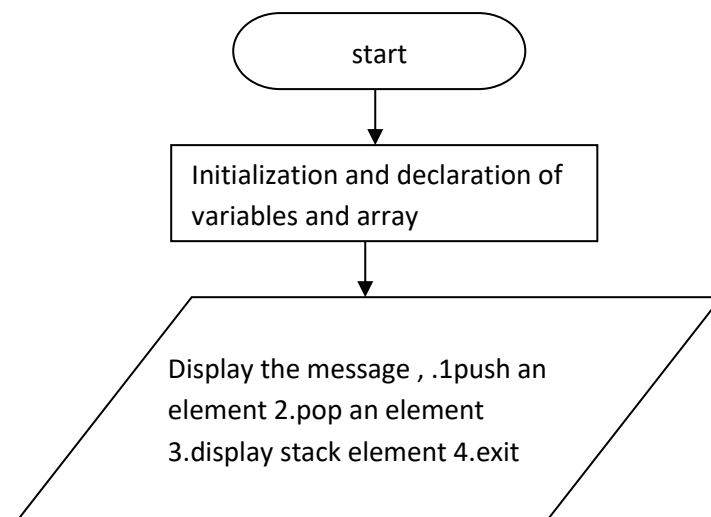 start
Initialization and declaration of
variables and array
Display the message , .1push an
element 2.pop an element
3.display stack element 4.exit